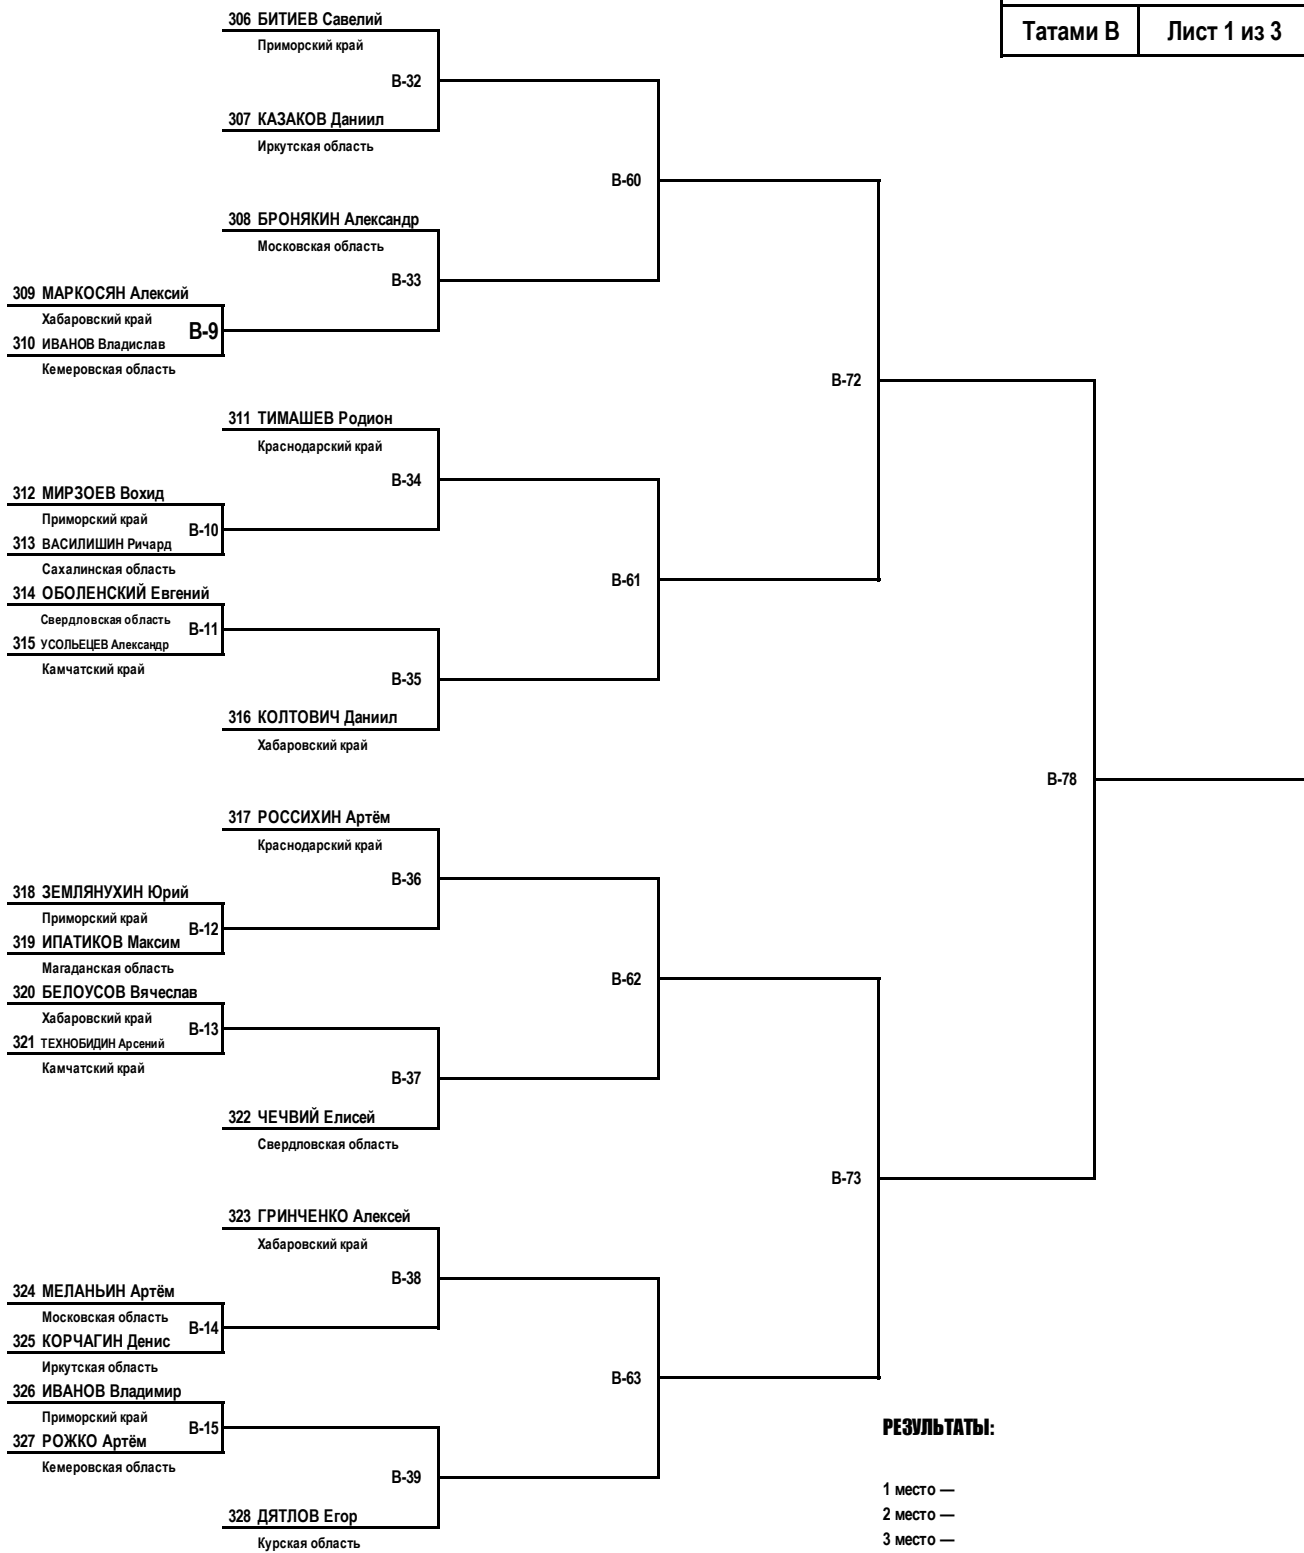 306 БИТИЕВ Савелий
Приморский край
Татами B
Лист 1 из 3
B-32
307 КАЗАКОВ Даниил
Иркутская область
B-60
308 БРОНЯКИН Александр
Московская область
B-33
309 МАРКОСЯН Алексий
Хабаровский край
B-9
310 ИВАНОВ Владислав
Кемеровская область
B-72
311 ТИМАШЕВ Родион
Краснодарский край
B-34
312 МИРЗОЕВ Вохид
Приморский край
B-10
313 ВАСИЛИШИН Ричард
Сахалинская область
B-61
314 ОБОЛЕНСКИЙ Евгений
Свердловская область
B-11
315 УСОЛЬЕЦЕВ Александр
Камчатский край
B-35
316 КОЛТОВИЧ Даниил
Хабаровский край
B-78
317 РОССИХИН Артём
Краснодарский край
B-36
318 ЗЕМЛЯНУХИН Юрий
Приморский край
B-12
319 ИПАТИКОВ Максим
Магаданская область
B-62
320 БЕЛОУСОВ Вячеслав
Хабаровский край
B-13
321 ТЕХНОБИДИН Арсений
Камчатский край
B-37
322 ЧЕЧВИЙ Елисей
Свердловская область
B-73
323 ГРИНЧЕНКО Алексей
Хабаровский край
B-38
324 МЕЛАНЬИН Артём
Московская область
B-14
325 КОРЧАГИН Денис
Иркутская область
B-63
326 ИВАНОВ Владимир
Приморский край
B-15
327 РОЖКО Артём
Кемеровская область
B-39
328 ДЯТЛОВ Егор
Курская область
РЕЗУЛЬТАТЫ:
1 место —
2 место —
3 место —